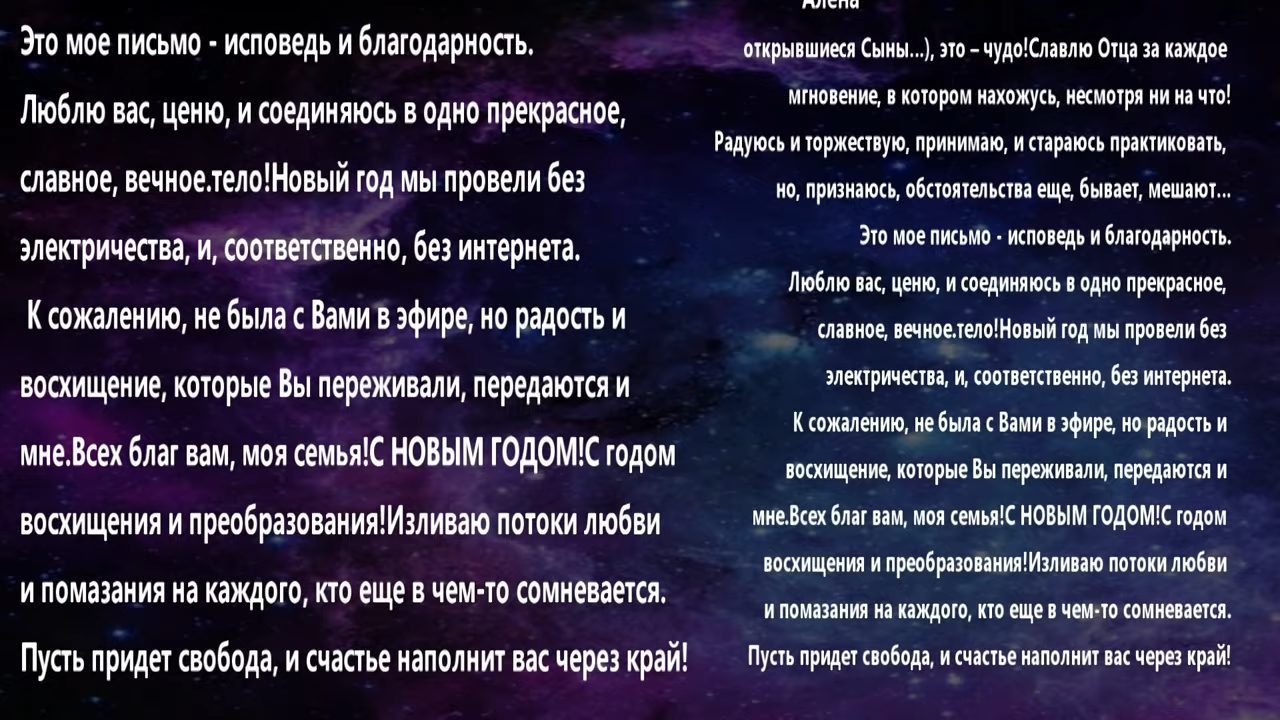 Это мое письмо - исповедь и благодарность.
Люблю вас, ценю, и соединяюсь в одно прекрасное,
славное, вечное.тело!Новый год мы провели без
электричества, и, соответственно, без интернета.
К сожалению, не была с Вами в эфире, но радость и
восхищение, которые Вы переживали, передаются и
мне.Всех благ вам, моя семья!С НОВЫМ ГОДОМ!С годом
восхищения и преобразования!Изливаю потоки любви
и помазания на каждого, кто еще в чем-то сомневается.
Пусть придет свобода, и счастье наполнит вас через край!
Алена
открывшиеся Сыны...), это – чудо!Славлю Отца за каждое
мгновение, в котором нахожусь, несмотря ни на что!
Радуюсь и торжествую, принимаю, и стараюсь практиковать,
но, признаюсь, обстоятельства еще, бывает, мешают...
Это мое письмо - исповедь и благодарность.
Люблю вас, ценю, и соединяюсь в одно прекрасное,
славное, вечное.тело!Новый год мы провели без
электричества, и, соответственно, без интернета.
К сожалению, не была с Вами в эфире, но радость и
восхищение, которые Вы переживали, передаются и
мне.Всех благ вам, моя семья!С НОВЫМ ГОДОМ!С годом
восхищения и преобразования!Изливаю потоки любви
и помазания на каждого, кто еще в чем-то сомневается.
Пусть придет свобода, и счастье наполнит вас через край!